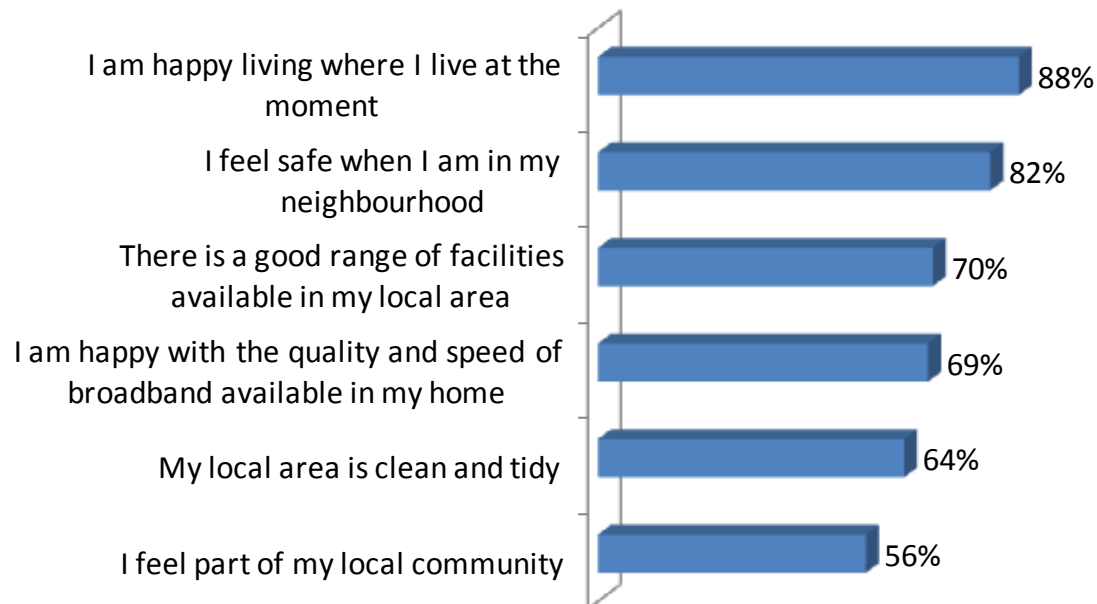 I am happy living where I live at the
moment
88%
I feel safe when I am in my
neighbourhood
82%
There is a good range of facilities
available in my local area
70%
I am happy with the quality and speed of
broadband available in my home
69%
My local area is clean and tidy
64%
I feel part of my local community
56%